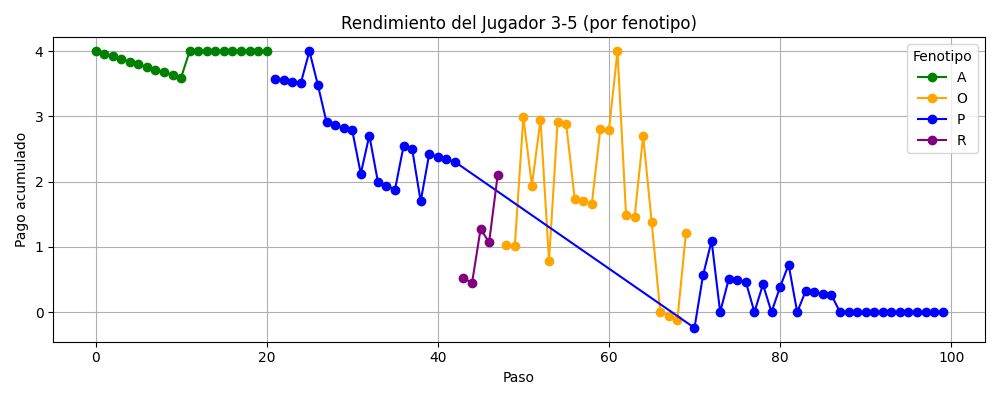 Rendimiento del Jugador 3-5 (por fenotipo)
Pago acumulado
4
3
2
1
0
0
20
40
60
80
100
Paso
Fenotipo
A
O
P
R